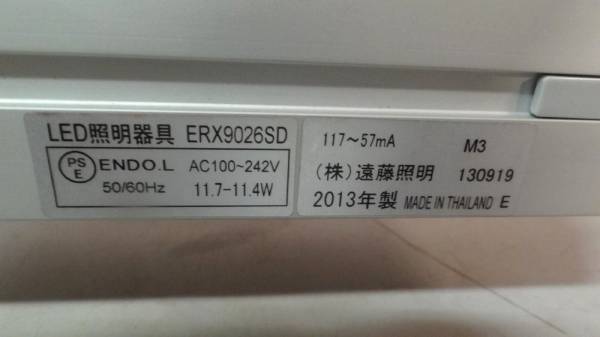 LED照明器具 ERX9026SD
PS
E
ENDO.L AC100~242V
50/60Hz 11.7-11.4W
117~57mA M3
(株)遠藤照明 130919
2013年製 MADE IN THAILAND E